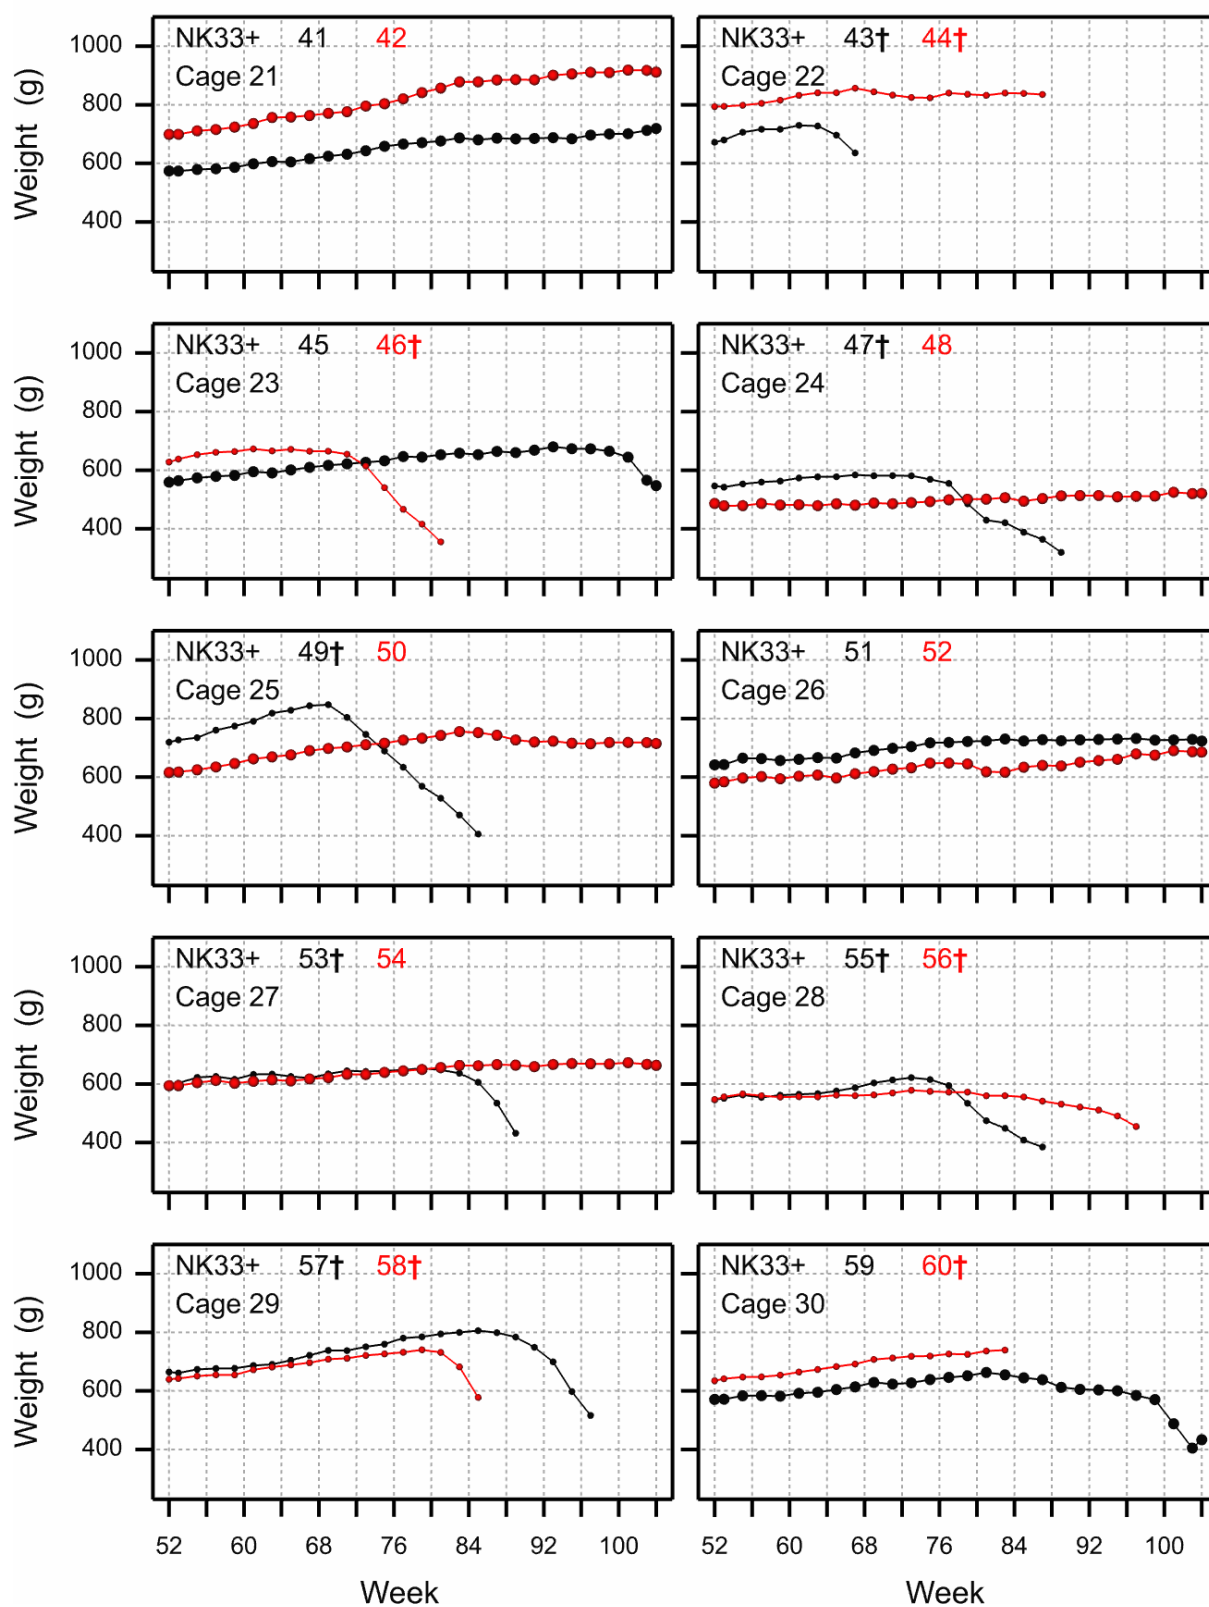 NK33+ 41 42
Cage 21
NK33+ 43† 44†
Cage 22
1000
800
600
400
Weight (g)
NK33+ 45 46†
Cage 23
NK33+ 47† 48
Cage 24
1000
800
600
400
Weight (g)
NK33+ 49† 50
Cage 25
NK33+ 51 52
Cage 26
1000
800
600
400
Weight (g)
NK33+ 53† 54
Cage 27
NK33+ 55† 56†
Cage 28
1000
800
600
400
Weight (g)
NK33+ 57† 58†
Cage 29
NK33+ 59 60†
Cage 30
1000
800
600
400
Weight (g)
52 60 68 76 84 92 100
52 60 68 76 84 92 100
Week
Week